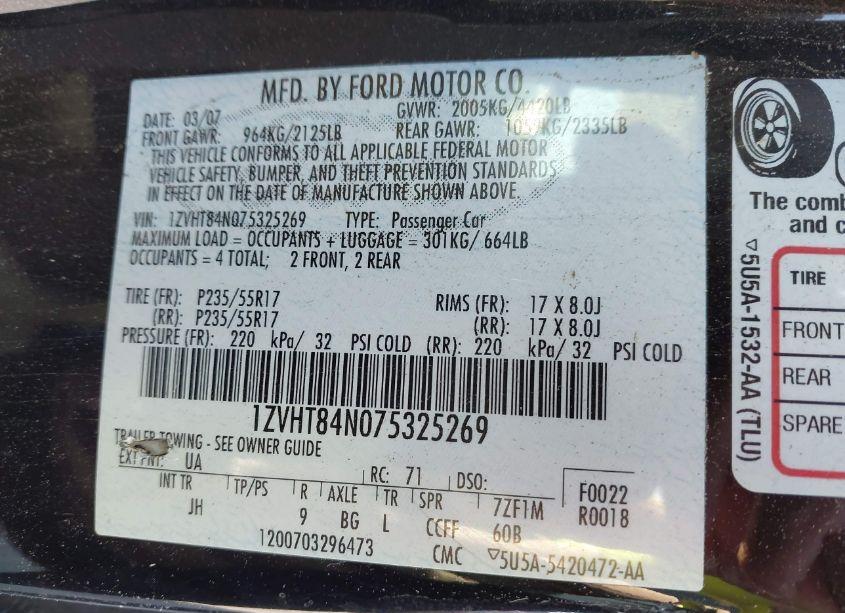 MFD. BY FORD MOTOR CO.
DATE: 03/07 GVWR: 2005KG/4420LB
FRONT GAWR: 964KG/2125LB REAR GAWR: KG/2335LB
THIS VEHICLE CONFORMS TO ALL APPLICABLE FEDERAL MOTOR
VEHICLE SAFETY, BUMPER, AND THEFT PREVENTION STANDARDS
IN EFFECT ON THE DATE OF MANUFACTURE SHOWN ABOVE.
VIN: 1ZVHT84N075325269 TYPE: Passenger Car
MAXIMUM LOAD = OCCUPANTS + LUGGAGE = 301KG/ 664LB
OCCUPANTS = 4 TOTAL; 2 FRONT, 2 REAR
TIRE (FR): P235/55R17 RIMS (FR): 17 X 8.0J
(RR): P235/55R17 (RR): 17 X 8.0J
PRESSURE (FR): 220 kPa/ 32 PSI COLD (RR): 220 kPa/ 32 PSI COLD
1ZVHT84N075325269
TRAILER TOWING - SEE OWNER GUIDE
EXT PNT: UA RC: 71 DSO:
INT TR TP/PS R AXLE TR SPR 7ZF1M F0022
JH 9 BG L CCFF 60B R0018
1200703296473 CMC ▽5U5A-5420472-AA
▽5U5A-1532-AA (TLU)
The comb
and c
TIRE
FRONT
REAR
SPARE